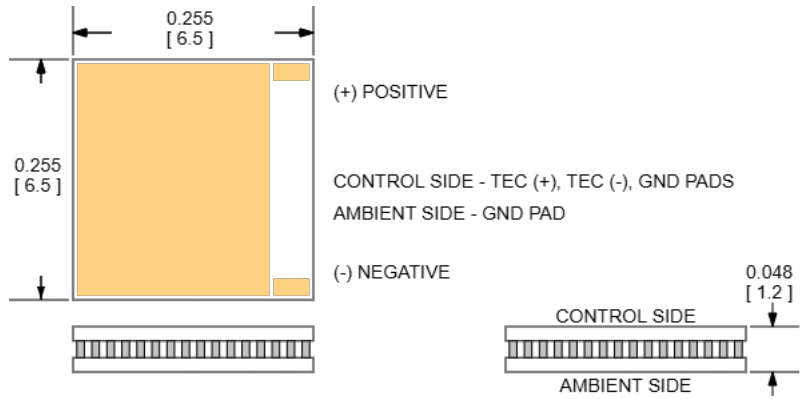 0.255
[ 6.5 ]
(+) POSITIVE
0.255
[ 6.5 ]
CONTROL SIDE - TEC (+), TEC (-), GND PADS
AMBIENT SIDE - GND PAD
(-) NEGATIVE
0.048
[ 1.2 ]
CONTROL SIDE
AMBIENT SIDE